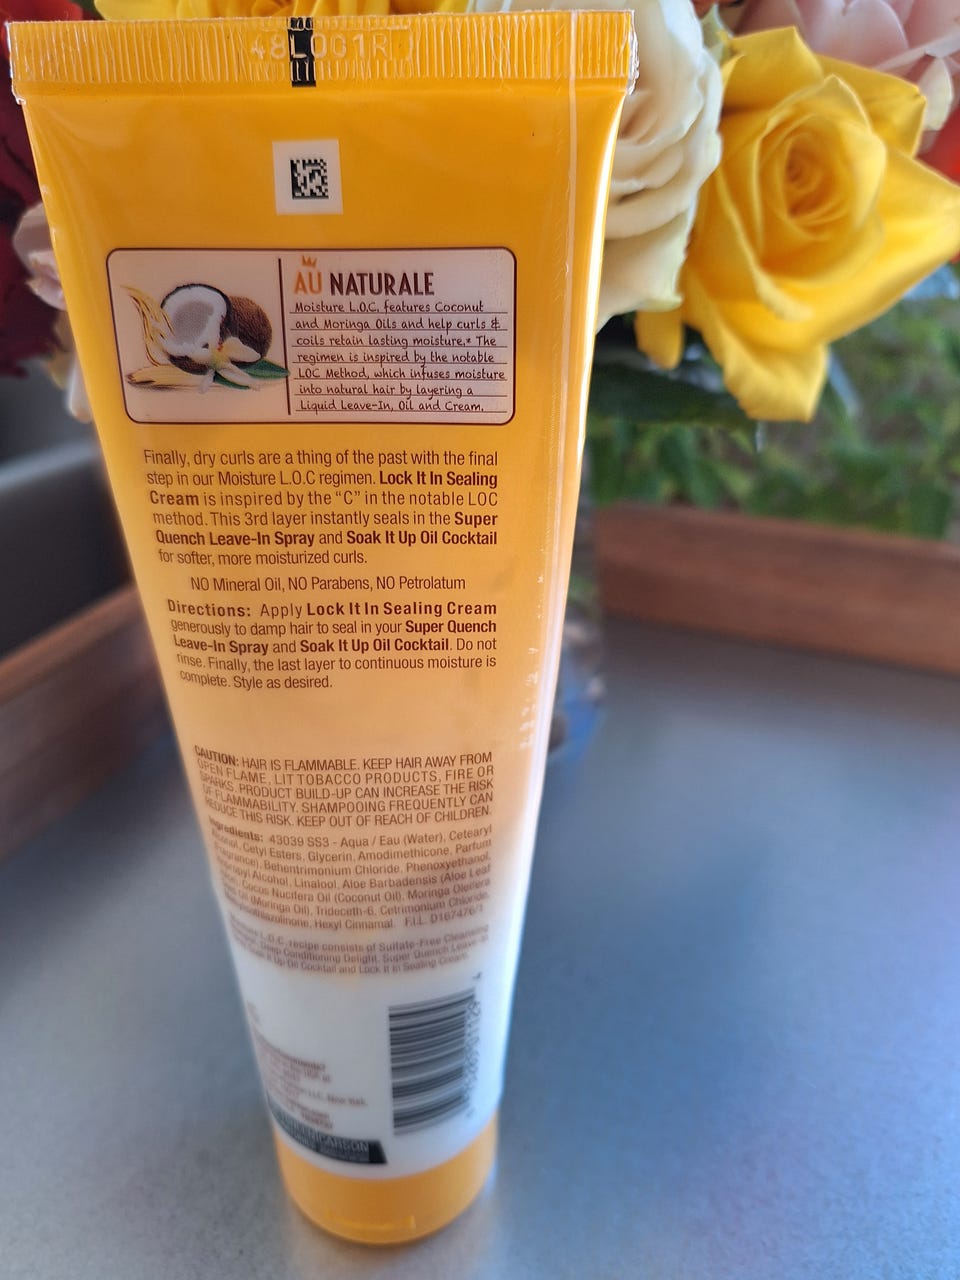 48L001R
AU NATURALE
Moisture L.O.C. features Coconut
and Moringa Oils and help curls &
coils retain lasting moisture.* The
regimen is inspired by the notable
LOC Method, which infuses moisture
into natural hair by layering a
Liquid Leave-In, Oil and Cream.
Finally, dry curls are a thing of the past with the final
step in our Moisture L.O.C regimen. Lock It In Sealing
Cream is inspired by the “C” in the notable LOC
method. This 3rd layer instantly seals in the Super
Quench Leave-In Spray and Soak It Up Oil Cocktail
for softer, more moisturized curls.
NO Mineral Oil, NO Parabens, NO Petrolatum
Directions: Apply Lock It In Sealing Cream
generously to damp hair to seal in your Super Quench
Leave-In Spray and Soak It Up Oil Cocktail. Do not
rinse. Finally, the last layer to continuous moisture is
complete. Style as desired.
CAUTION: HAIR IS FLAMMABLE. KEEP HAIR AWAY FROM
OPEN FLAME, LIT TOBACCO PRODUCTS, FIRE OR
SPARKS. PRODUCT BUILD-UP CAN INCREASE THE RISK
OF FLAMMABILITY. SHAMPOOING FREQUENTLY CAN
REDUCE THIS RISK. KEEP OUT OF REACH OF CHILDREN.
Ingredients: 43039 SS3 - Aqua / Eau (Water), Cetearyl
Alcohol, Cetyl Esters, Glycerin, Amodimethicone, Parfum
(Fragrance), Behentrimonium Chloride, Phenoxyethanol,
Isopropyl Alcohol, Linalool, Aloe Barbadensis (Aloe Leaf
Cocos Nucifera Oil (Coconut Oil), Moringa Oleifera
Seed Oil (Moringa Oil), Trideceth-6, Cetrimonium Chloride,
Hexyl Cinnamal. F.I.L. D167476/1
Moisture L.O.C. recipe consists of Sulfate-Free Cleansing
Deep Conditioning Delight, Super Quench Leave-In
Soak It Up Oil Cocktail and Lock It In Sealing Cream.
LLC, New York,